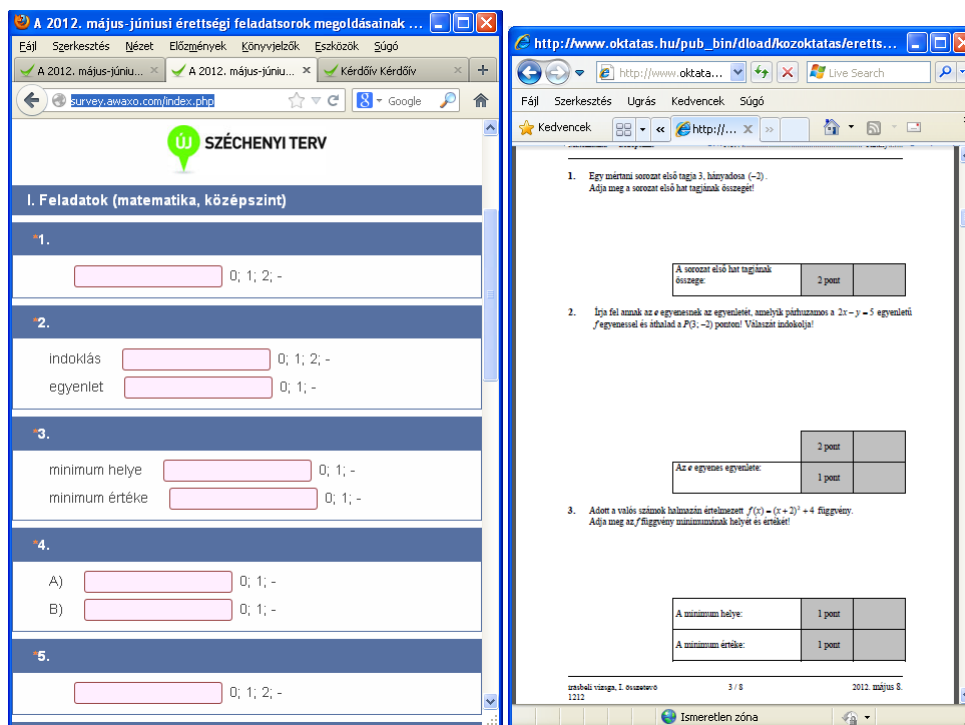 A 2012. május-júniusi érettségi feladatsorok megoldásainak ...
Fájl Szerkesztés Nézet Előzmények Könyvjelzők Eszközök Súgó
A 2012. május-júniu... × A 2012. május-júniu... × Kérdőív Kérdőív × +
survey.awaxo.com/index.php Google
ÚJ SZÉCHENYI TERV
I. Feladatok (matematika, középszint)
*1.
0; 1; 2; -
*2.
indoklás 0; 1; 2; -
egyenlet 0; 1; -
*3.
minimum helye 0; 1; -
minimum értéke 0; 1; -
*4.
A) 0; 1; -
B) 0; 1; -
*5.
0; 1; 2; -
http://www.oktatas.hu/pub_bin/dload/kozoktatas/eretts...
http://www.oktata... Live Search
Fájl Szerkesztés Ugrás Kedvencek Súgó
Kedvencek « http://... × »
1. Egy mértani sorozat első tagja 3, hányadosa (−2).
Adja meg a sorozat első hat tagjának összegét!
A sorozat első hat tagjának
összege: 2 pont
2. Írja fel annak az e egyenesnek az egyenletét, amelyik párhuzamos a 2x − y = 5 egyenletű
f egyenessel és áthalad a P(3; −2) ponton! Válaszát indokolja!
2 pont
Az e egyenes egyenlete: 1 pont
3. Adott a valós számok halmazán értelmezett f(x) = (x + 2)² + 4 függvény.
Adja meg az f függvény minimumának helyét és értékét!
A minimum helye: 1 pont
A minimum értéke: 1 pont
írásbeli vizsga, I. összetevő 3 / 8 2012. május 8.
1212
Ismeretlen zóna